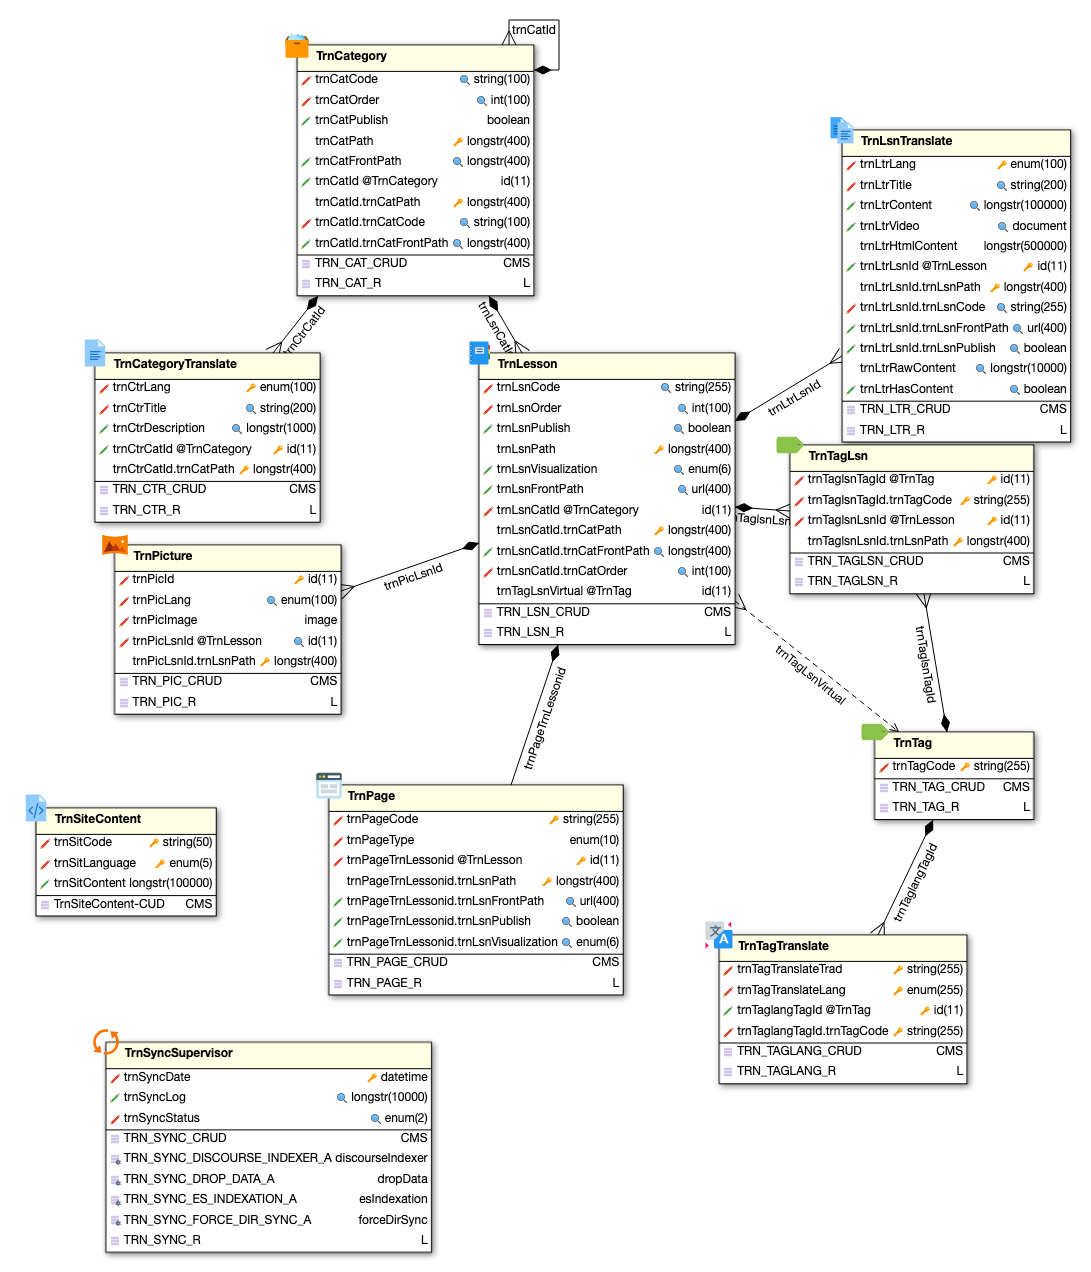 trnCatId
TrnCategory
trnCatCode string(100)
trnCatOrder int(100)
trnCatPublish boolean
trnCatPath longstr(400)
trnCatFrontPath longstr(400)
trnCatId @TrnCategory id(11)
trnCatId.trnCatPath longstr(400)
trnCatId.trnCatCode string(100)
trnCatId.trnCatFrontPath longstr(400)
TRN_CAT_CRUD CMS
TRN_CAT_R L
TrnLsnTranslate
trnLtrLang enum(100)
trnLtrTitle string(200)
trnLtrContent longstr(100000)
trnLtrVideo document
trnLtrHtmlContent longstr(500000)
trnLtrLsnId @TrnLesson id(11)
trnLtrLsnId.trnLsnPath longstr(400)
trnLtrLsnId.trnLsnCode string(255)
trnLtrLsnId.trnLsnFrontPath url(400)
trnLtrLsnId.trnLsnPublish boolean
trnLtrRawContent longstr(10000)
trnLtrHasContent boolean
TRN_LTR_CRUD CMS
TRN_LTR_R L
trnLtrLsnId
TrnCategoryTranslate
trnCtrLang enum(100)
trnCtrTitle string(200)
trnCtrDescription longstr(1000)
trnCtrCatId @TrnCategory id(11)
trnCtrCatId.trnCatPath longstr(400)
TRN_CTR_CRUD CMS
TRN_CTR_R L
TrnLesson
trnLsnCode string(255)
trnLsnOrder int(100)
trnLsnPublish boolean
trnLsnPath longstr(400)
trnLsnVisualization enum(6)
trnLsnFrontPath url(400)
trnLsnCatId @TrnCategory id(11)
trnLsnCatId.trnCatPath longstr(400)
trnLsnCatId.trnCatFrontPath longstr(400)
trnLsnCatId.trnCatOrder int(100)
trnTagLsnVirtual @TrnTag id(11)
TRN_LSN_CRUD CMS
TRN_LSN_R L
TrnTagLsn
trnTaglsnTagId @TrnTag id(11)
trnTaglsnTagId.trnTagCode string(255)
trnTaglsnLsnId @TrnLesson id(11)
trnTaglsnLsnId.trnLsnPath longstr(400)
TRN_TAGLSN_CRUD CMS
TRN_TAGLSN_R L
TrnPicture
trnPicId id(11)
trnPicLang enum(100)
trnPicImage image
trnPicLsnId @TrnLesson id(11)
trnPicLsnId.trnLsnPath longstr(400)
TRN_PIC_CRUD CMS
TRN_PIC_R L
trnPicLsnId
trnTagLsnVirtual
trnTaglsnTagId
trnPageTrnLessonid
TrnTag
trnTagCode string(255)
TRN_TAG_CRUD CMS
TRN_TAG_R L
trnTaglangTagId
TrnSiteContent
trnSitCode string(50)
trnSitLanguage enum(5)
trnSitContent longstr(100000)
TrnSiteContent-CUD CMS
TrnPage
trnPageCode string(255)
trnPageType enum(10)
trnPageTrnLessonid @TrnLesson id(11)
trnPageTrnLessonid.trnLsnPath longstr(400)
trnPageTrnLessonid.trnLsnFrontPath url(400)
trnPageTrnLessonid.trnLsnPublish boolean
trnPageTrnLessonid.trnLsnVisualization enum(6)
TRN_PAGE_CRUD CMS
TRN_PAGE_R L
TrnTagTranslate
trnTagTranslateTrad string(255)
trnTagTranslateLang enum(255)
trnTaglangTagId @TrnTag id(11)
trnTaglangTagId.trnTagCode string(255)
TRN_TAGLANG_CRUD CMS
TRN_TAGLANG_R L
TrnSyncSupervisor
trnSyncDate datetime
trnSyncLog longstr(10000)
trnSyncStatus enum(2)
TRN_SYNC_CRUD CMS
TRN_SYNC_DISCOURSE_INDEXER_A discourseIndexer
TRN_SYNC_DROP_DATA_A dropData
TRN_SYNC_ES_INDEXATION_A esIndexation
TRN_SYNC_FORCE_DIR_SYNC_A forceDirSync
TRN_SYNC_R L